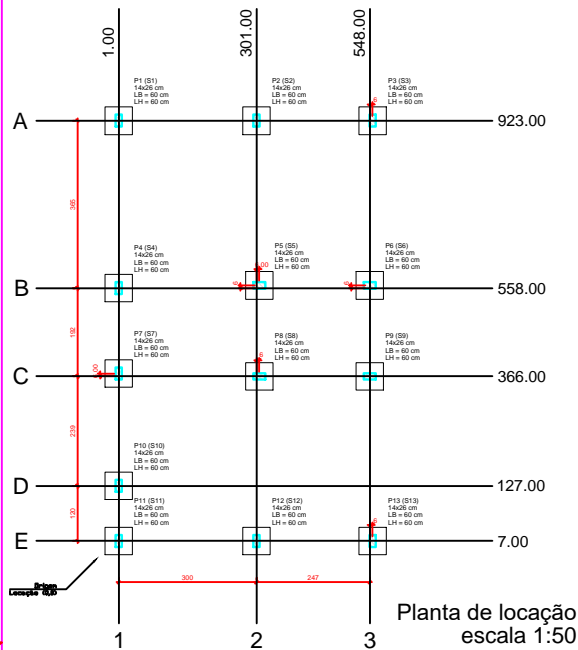 1.00
301.00
548.00
P1 (S1)
14x26 cm
LB = 60 cm
LH = 60 cm
P2 (S2)
14x26 cm
LB = 60 cm
LH = 60 cm
P3 (S3)
14x26 cm
LB = 60 cm
LH = 60 cm
A
923.00
365
P4 (S4)
14x26 cm
LB = 60 cm
LH = 60 cm
P5 (S5)
14x26 cm
LB = 60 cm
LH = 60 cm
P6 (S6)
14x26 cm
LB = 60 cm
LH = 60 cm
B
558.00
192
P7 (S7)
14x26 cm
LB = 60 cm
LH = 60 cm
P8 (S8)
14x26 cm
LB = 60 cm
LH = 60 cm
P9 (S9)
14x26 cm
LB = 60 cm
LH = 60 cm
C
366.00
239
P10 (S10)
14x26 cm
LB = 60 cm
LH = 60 cm
D
127.00
P11 (S11)
14x26 cm
LB = 60 cm
LH = 60 cm
P12 (S12)
14x26 cm
LB = 60 cm
LH = 60 cm
P13 (S13)
14x26 cm
LB = 60 cm
LH = 60 cm
120
E
7.00
300
247
Origen
Locação
1
2
3
Planta de locação
escala 1:50